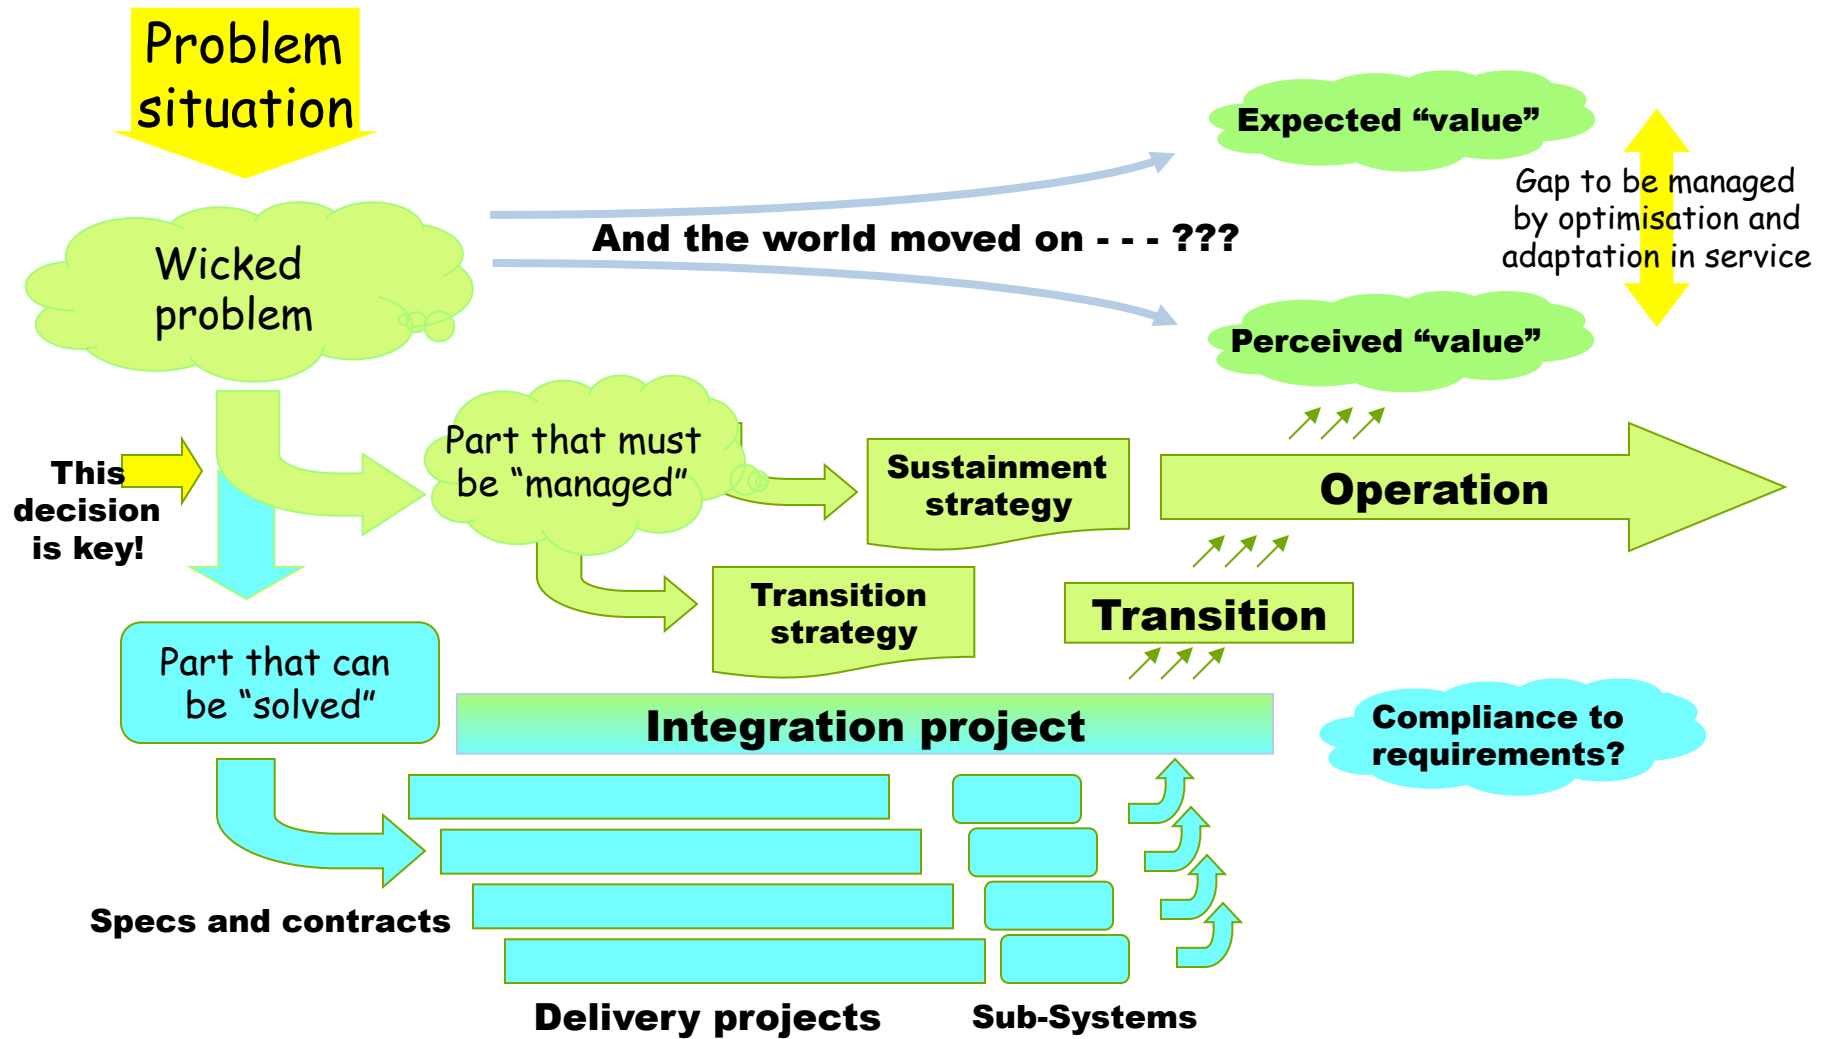 Problem
situation
Expected “value”
Gap to be managed
by optimisation and
adaptation in service
And the world moved on - - - ???
Wicked
problem
Perceived “value”
Part that must
be “managed”
Sustainment
strategy
Operation
This
decision
is key!
Transition
strategy
Transition
Part that can
be “solved”
Integration project
Compliance to
requirements?
Specs and contracts
Delivery projects
Sub-Systems